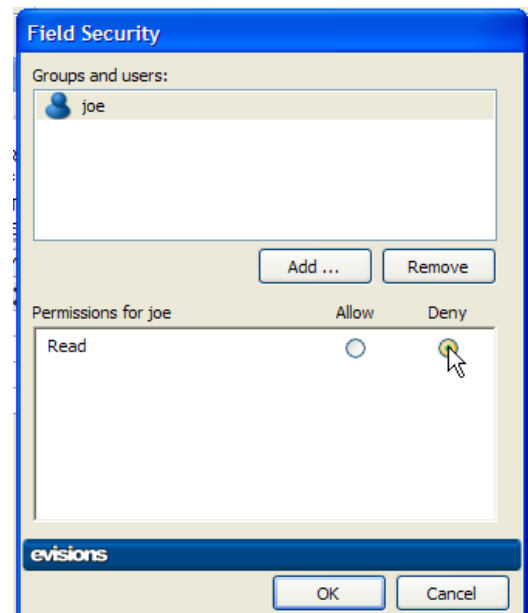 Field Security
Groups and users:
joe
Add ... Remove
Permissions for joe Allow Deny
Read
evisions
OK Cancel